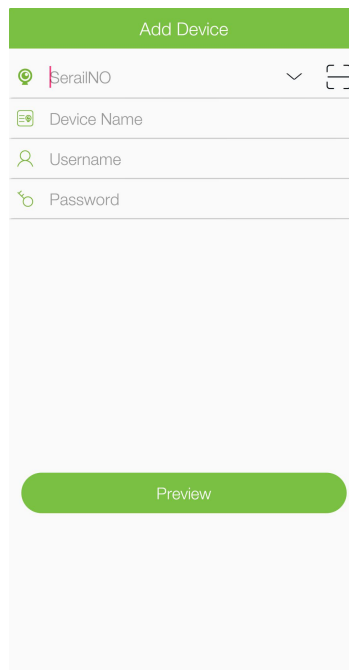 Add Device
SerailNO
Device Name
Username
Password
Preview